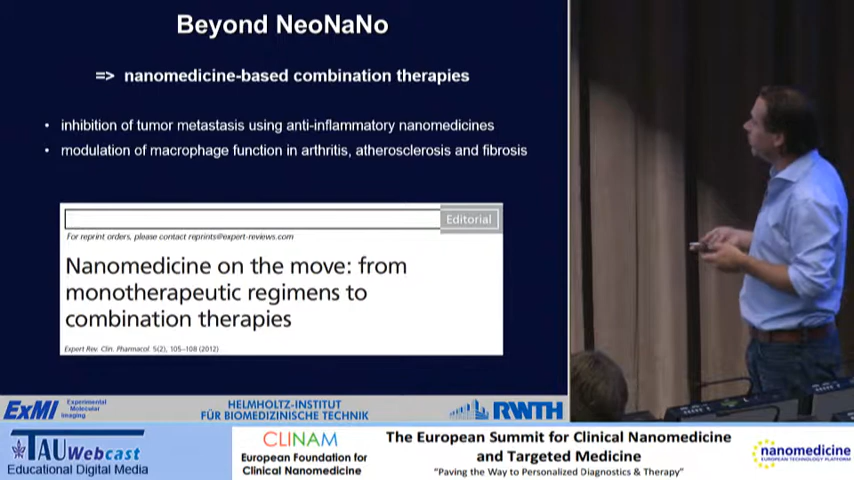 Beyond NeoNaNo
=> nanomedicine-based combination therapies
• inhibition of tumor metastasis using anti-inflammatory nanomedicines
• modulation of macrophage function in arthritis, atherosclerosis and fibrosis
Editorial
For reprint orders, please contact reprints@expert-reviews.com
Nanomedicine on the move: from
monotherapeutic regimens to
combination therapies
Expert Rev. Clin. Pharmacol. 5(2), 105–108 (2012)
ExMI Experimental
Molecular
Imaging
HELMHOLTZ-INSTITUT
FÜR BIOMEDIZINISCHE TECHNIK
RWTH
TAUWebcast
Educational Digital Media
CLINAM
European Foundation for
Clinical Nanomedicine
The European Summit for Clinical Nanomedicine
and Targeted Medicine
"Paving the Way to Personalized Diagnostics & Therapy"
nanomedicine
EUROPEAN TECHNOLOGY PLATFORM